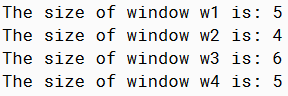 The size of window w1 is: 5
The size of window w2 is: 4
The size of window w3 is: 6
The size of window w4 is: 5